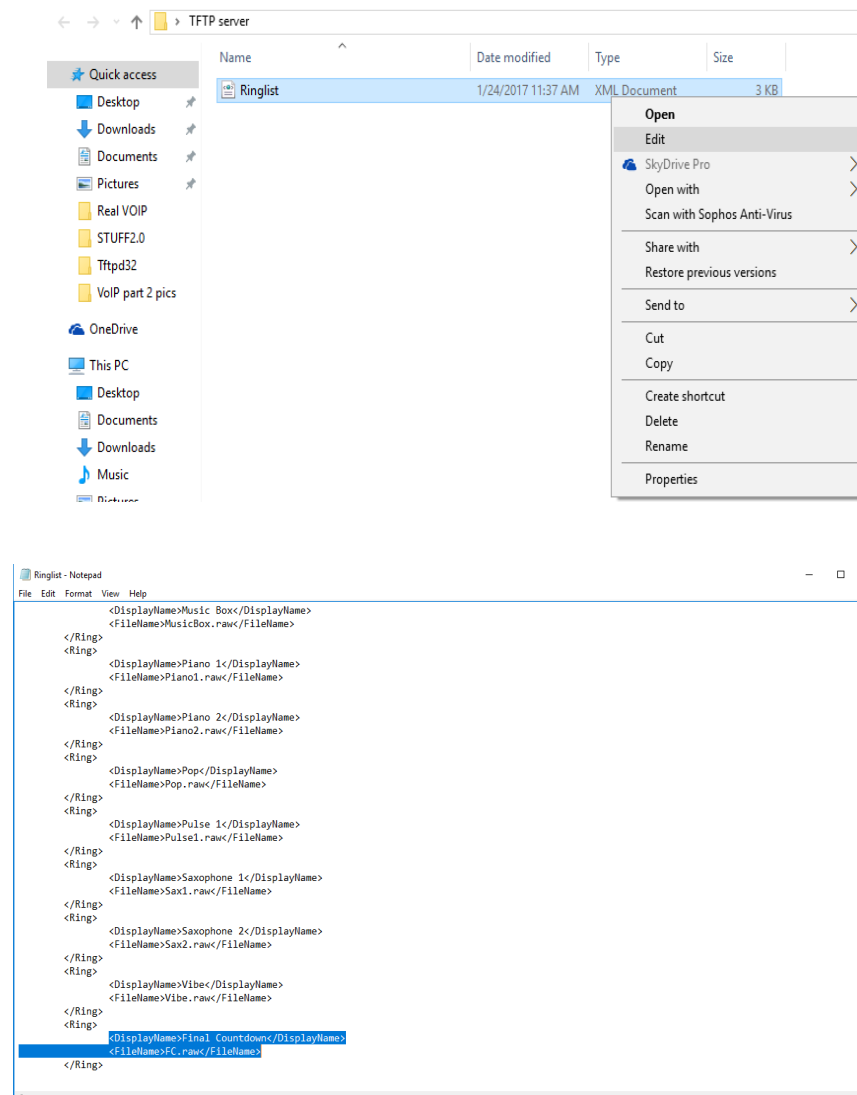 TFTP server
Name Date modified Type Size
Quick access
Ringlist 1/24/2017 11:37 AM XML Document 3 KB
Desktop
Downloads
Documents
Pictures
Real VOIP
STUFF2.0
Tftpd32
VoIP part 2 pics
OneDrive
This PC
Desktop
Documents
Downloads
Music
Pictures
Open
Edit
SkyDrive Pro
Open with
Scan with Sophos Anti-Virus
Share with
Restore previous versions
Send to
Cut
Copy
Create shortcut
Delete
Rename
Properties
Ringlist - Notepad
File Edit Format View Help
<DisplayName>Music Box</DisplayName>
<FileName>MusicBox.raw</FileName>
</Ring>
<Ring>
<DisplayName>Piano 1</DisplayName>
<FileName>Piano1.raw</FileName>
</Ring>
<Ring>
<DisplayName>Piano 2</DisplayName>
<FileName>Piano2.raw</FileName>
</Ring>
<Ring>
<DisplayName>Pop</DisplayName>
<FileName>Pop.raw</FileName>
</Ring>
<Ring>
<DisplayName>Pulse 1</DisplayName>
<FileName>Pulse1.raw</FileName>
</Ring>
<Ring>
<DisplayName>Saxophone 1</DisplayName>
<FileName>Sax1.raw</FileName>
</Ring>
<Ring>
<DisplayName>Saxophone 2</DisplayName>
<FileName>Sax2.raw</FileName>
</Ring>
<Ring>
<DisplayName>Vibe</DisplayName>
<FileName>Vibe.raw</FileName>
</Ring>
<Ring>
<DisplayName>Final Countdown</DisplayName>
<FileName>FC.raw</FileName>
</Ring>